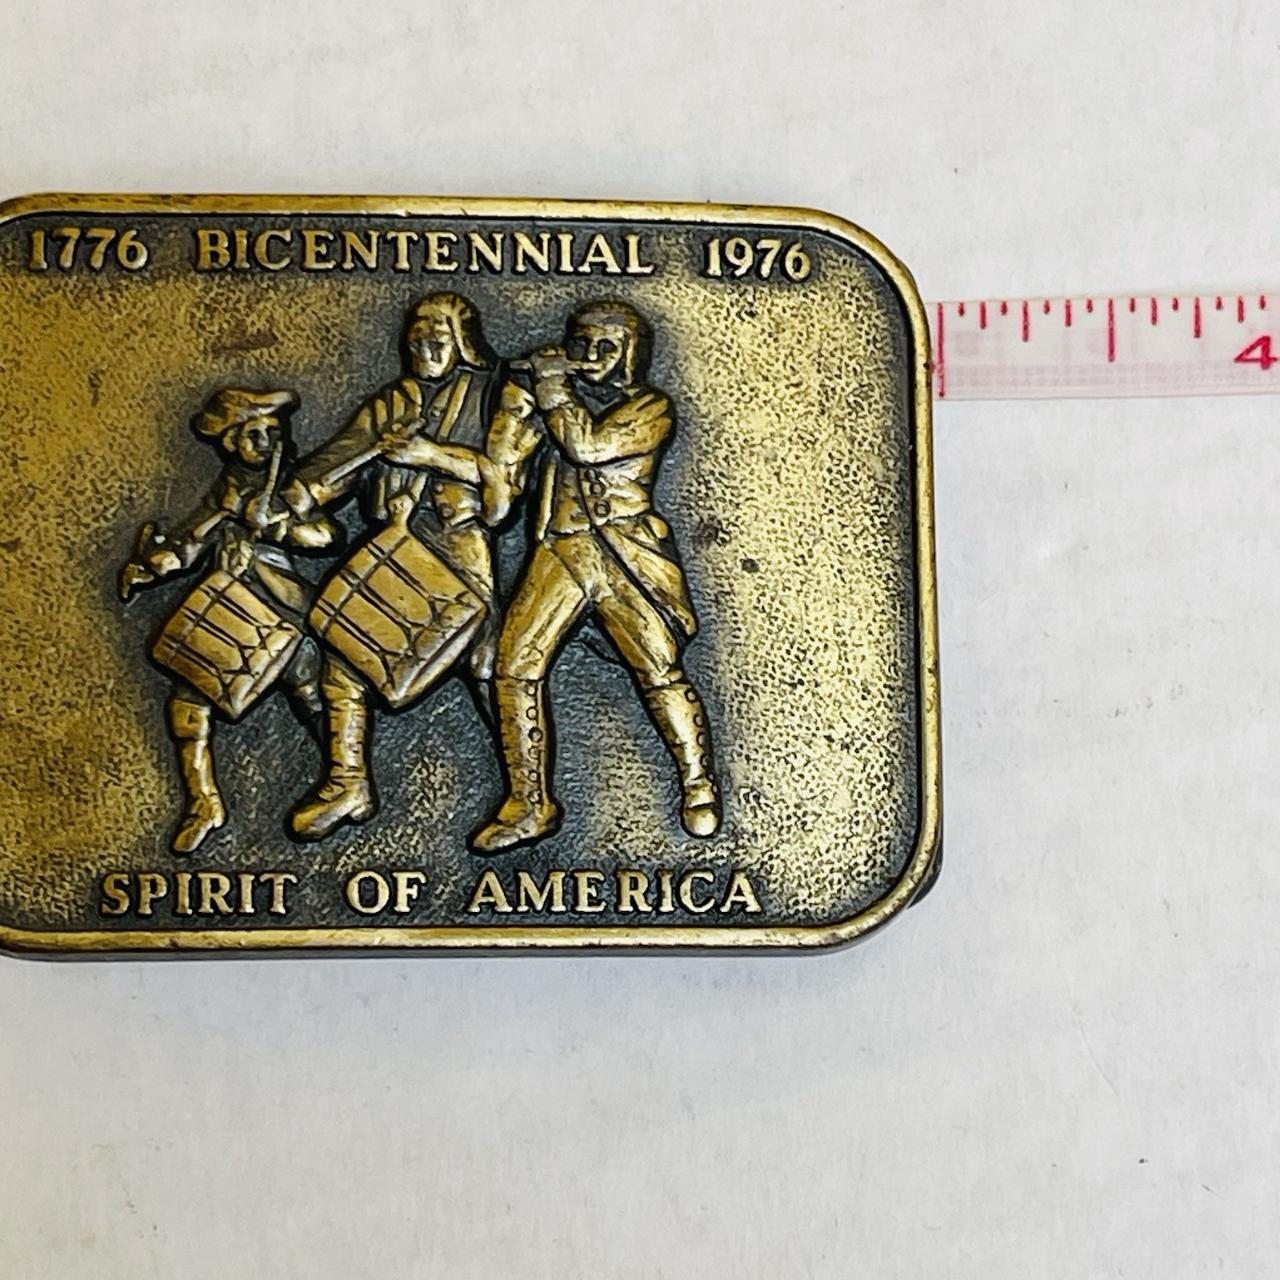 1776 BICENTENNIAL 1976
4
SPIRIT OF AMERICA